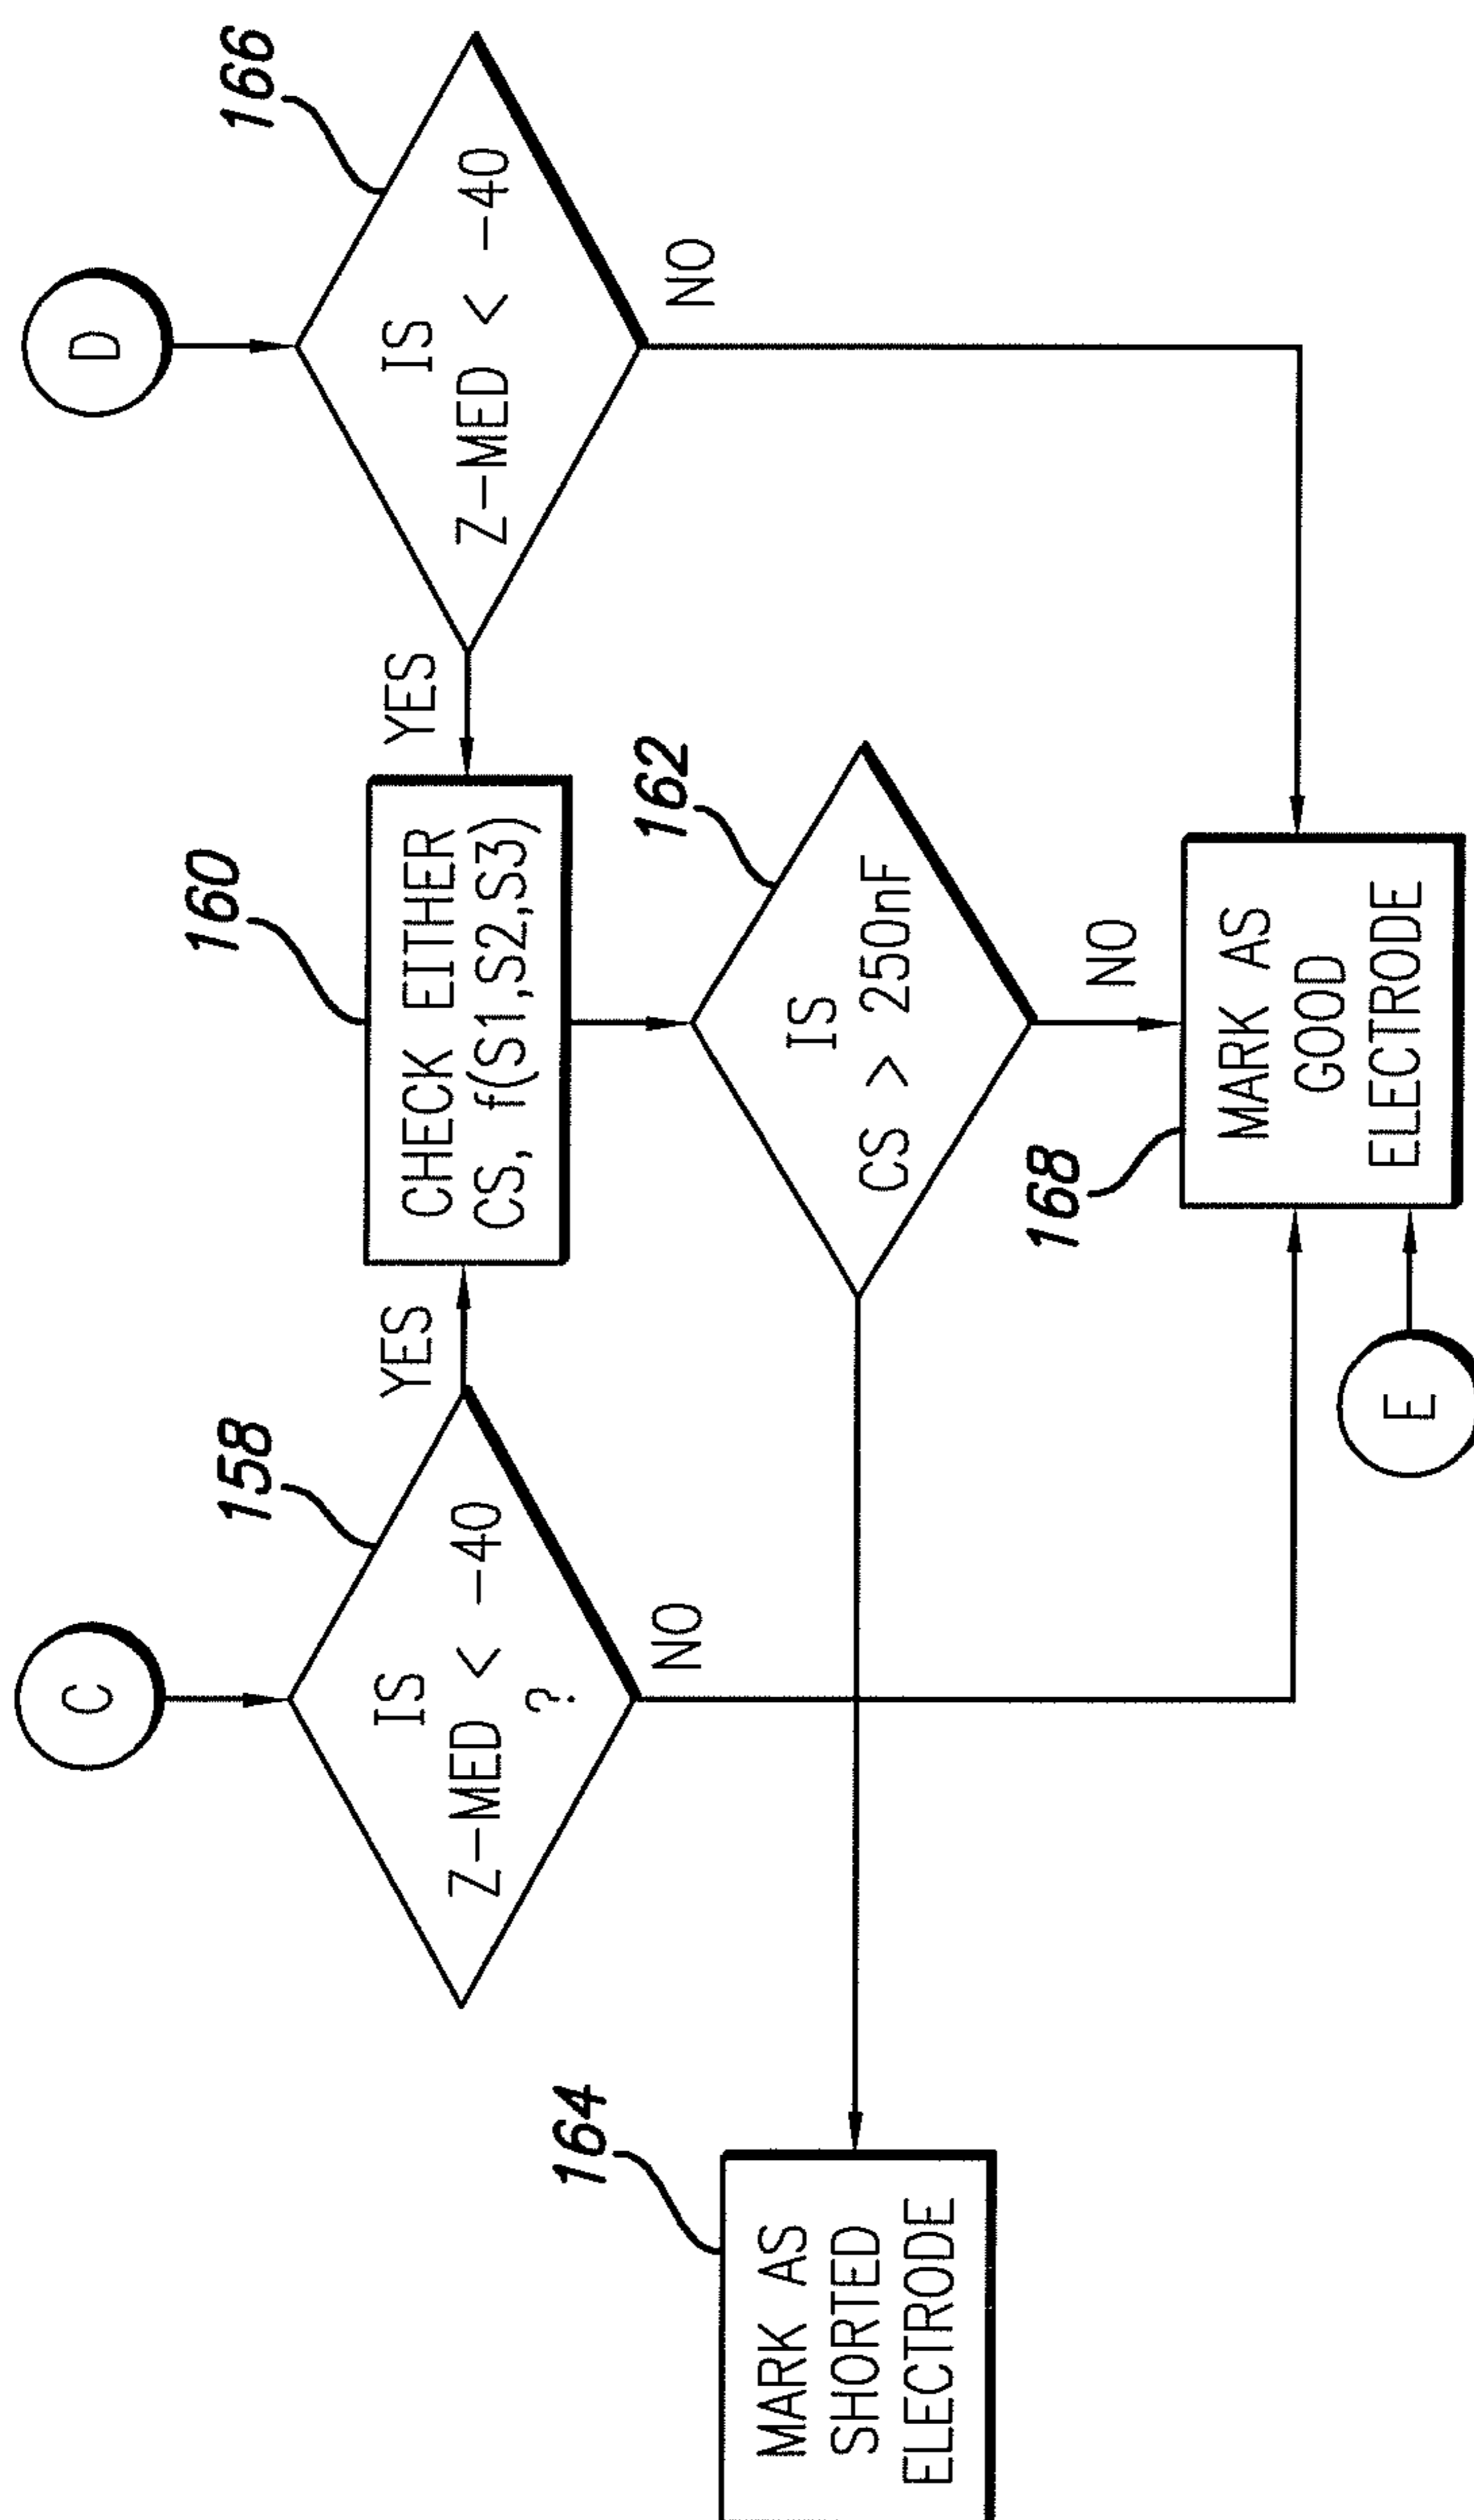 C
D
158
IS
Z-MED < -40
?
YES
NO
160
CHECK EITHER
CS, f(S1,S2,S3)
YES
166
IS
Z-MED < -40
NO
162
IS
CS > 250nF
NO
164
MARK AS
SHORTED
ELECTRODE
168
MARK AS
GOOD
ELECTRODE
E